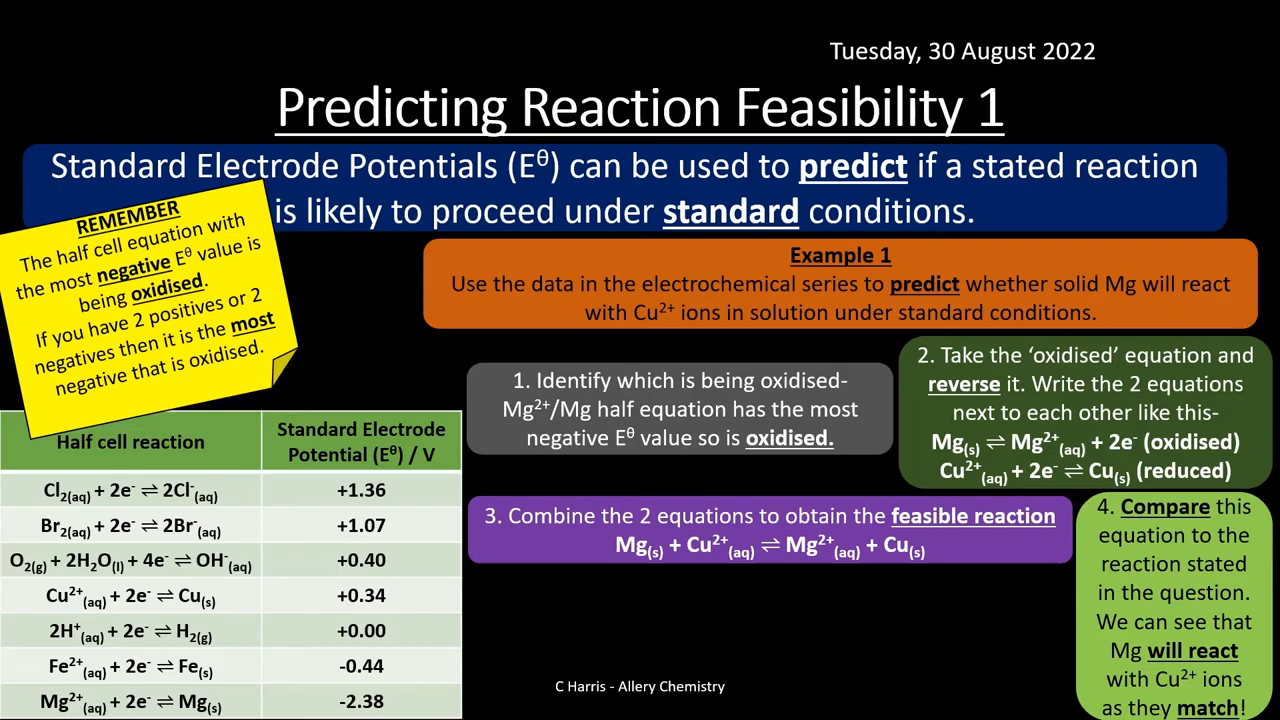 Tuesday, 30 August 2022
Predicting Reaction Feasibility 1
Standard Electrode Potentials (E^θ) can be used to predict if a stated reaction
is likely to proceed under standard conditions.
REMEMBER
The half cell equation with
the most negative E^θ value is
being oxidised.
If you have 2 positives or 2
negatives then it is the most
negative that is oxidised.
Example 1
Use the data in the electrochemical series to predict whether solid Mg will react
with Cu²⁺ ions in solution under standard conditions.
1. Identify which is being oxidised-
Mg²⁺/Mg half equation has the most
negative E^θ value so is oxidised.
2. Take the ‘oxidised’ equation and
reverse it. Write the 2 equations
next to each other like this-
Mg₍s₎ ⇌ Mg²⁺₍aq₎ + 2e⁻ (oxidised)
Cu²⁺₍aq₎ + 2e⁻ ⇌ Cu₍s₎ (reduced)
3. Combine the 2 equations to obtain the feasible reaction
Mg₍s₎ + Cu²⁺₍aq₎ ⇌ Mg²⁺₍aq₎ + Cu₍s₎
4. Compare this
equation to the
reaction stated
in the question.
We can see that
Mg will react
with Cu²⁺ ions
as they match!
Half cell reaction Standard Electrode
Potential (E^θ) / V
Cl₂(aq) + 2e⁻ ⇌ 2Cl⁻(aq) +1.36
Br₂(aq) + 2e⁻ ⇌ 2Br⁻(aq) +1.07
O₂(g) + 2H₂O(l) + 4e⁻ ⇌ OH⁻(aq) +0.40
Cu²⁺(aq) + 2e⁻ ⇌ Cu(s) +0.34
2H⁺(aq) + 2e⁻ ⇌ H₂(g) +0.00
Fe²⁺(aq) + 2e⁻ ⇌ Fe(s) -0.44
Mg²⁺(aq) + 2e⁻ ⇌ Mg(s) -2.38
C Harris - Allery Chemistry